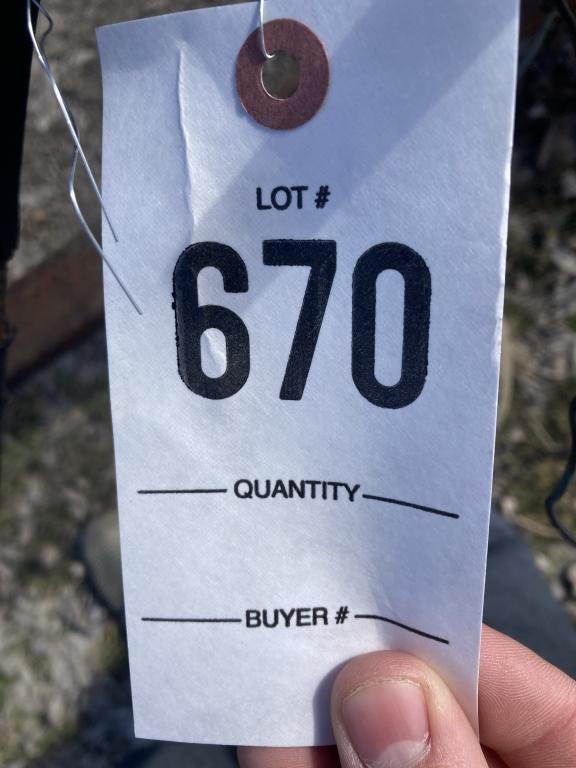 LOT #
670
QUANTITY
BUYER #